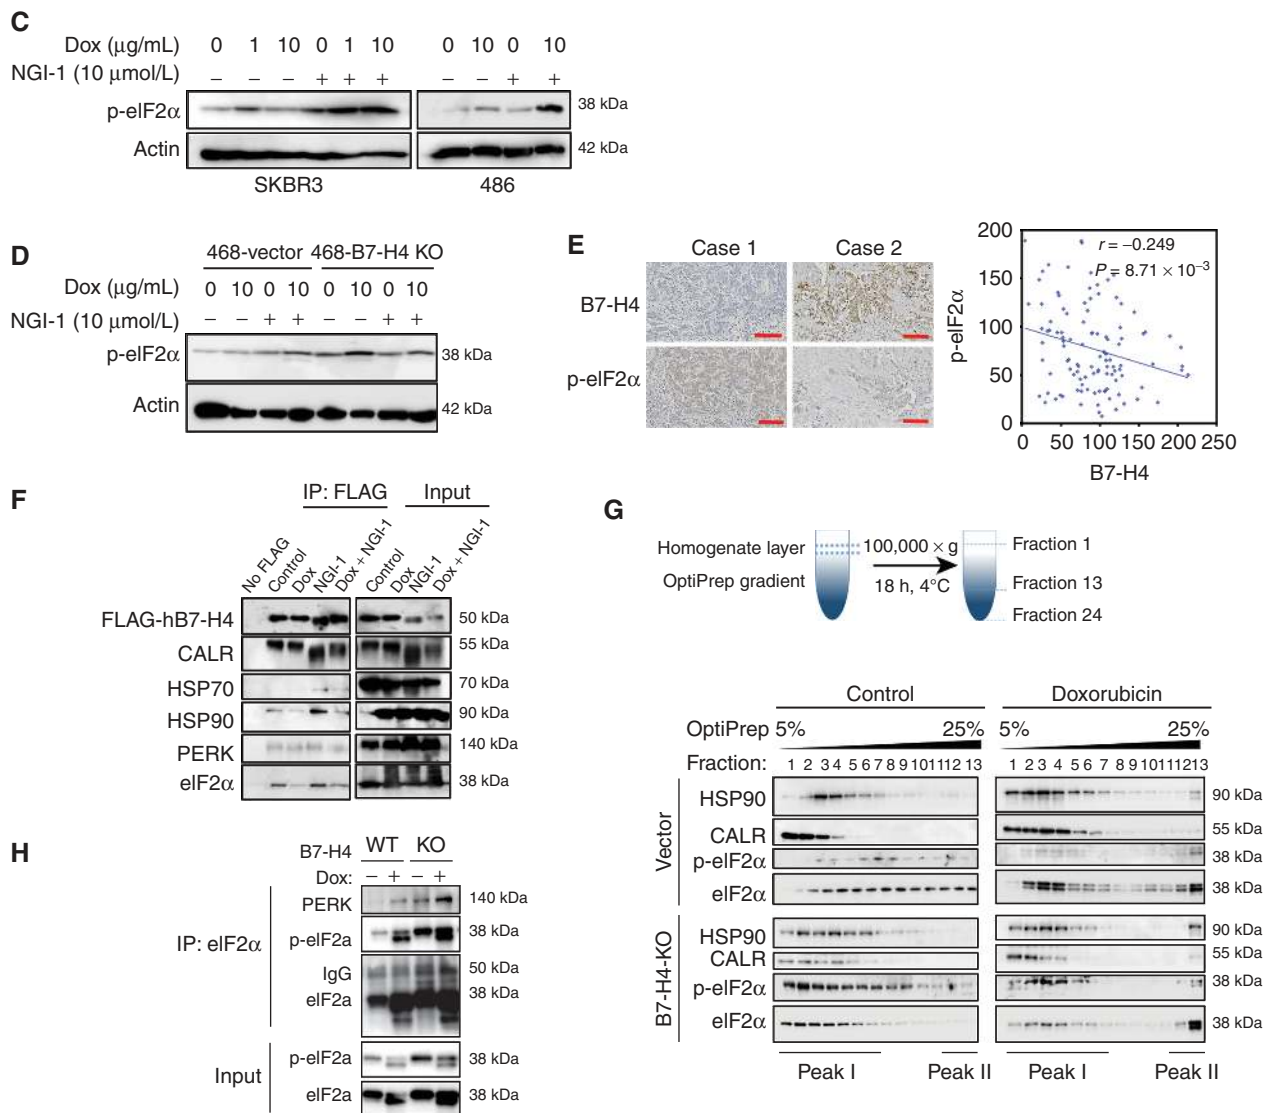 C
Dox (μg/mL) 0 1 10 0 1 10 0 10 0 10
NGI-1 (10 μmol/L) – – – + + + – – + +
p-eIF2α 38 kDa
Actin 42 kDa
SKBR3 486
D
468-vector 468-B7-H4 KO
Dox (μg/mL) 0 10 0 10 0 10 0 10
NGI-1 (10 μmol/L) – – + + – – + +
p-eIF2α 38 kDa
Actin 42 kDa
E
Case 1 Case 2
B7-H4
p-eIF2α
200
150
100
50
0
p-eIF2α
r = –0.249
P = 8.71 × 10–3
0 50 100 150 200 250
B7-H4
F
IP: FLAG Input
No FLAG Control Dox NGI-1 Dox + NGI-1 Control Dox NGI-1 Dox + NGI-1
FLAG-hB7-H4 50 kDa
CALR 55 kDa
HSP70 70 kDa
HSP90 90 kDa
PERK 140 kDa
eIF2α 38 kDa
G
Homogenate layer
OptiPrep gradient
100,000 × g
18 h, 4°C
Fraction 1
Fraction 13
Fraction 24
Control Doxorubicin
OptiPrep 5% 25% 5% 25%
Fraction: 1 2 3 4 5 6 7 8 9 10 11 12 13 1 2 3 4 5 6 7 8 9 10 11 12 13
Vector
HSP90 90 kDa
CALR 55 kDa
p-eIF2α 38 kDa
eIF2α 38 kDa
B7-H4-KO
HSP90 90 kDa
CALR 55 kDa
p-eIF2α 38 kDa
eIF2α 38 kDa
Peak I Peak II Peak I Peak II
H
B7-H4 WT KO
Dox: – + – +
IP: eIF2α
PERK 140 kDa
p-eIF2a 38 kDa
IgG 50 kDa
eIF2a 38 kDa
Input
p-eIF2a 38 kDa
eIF2a 38 kDa